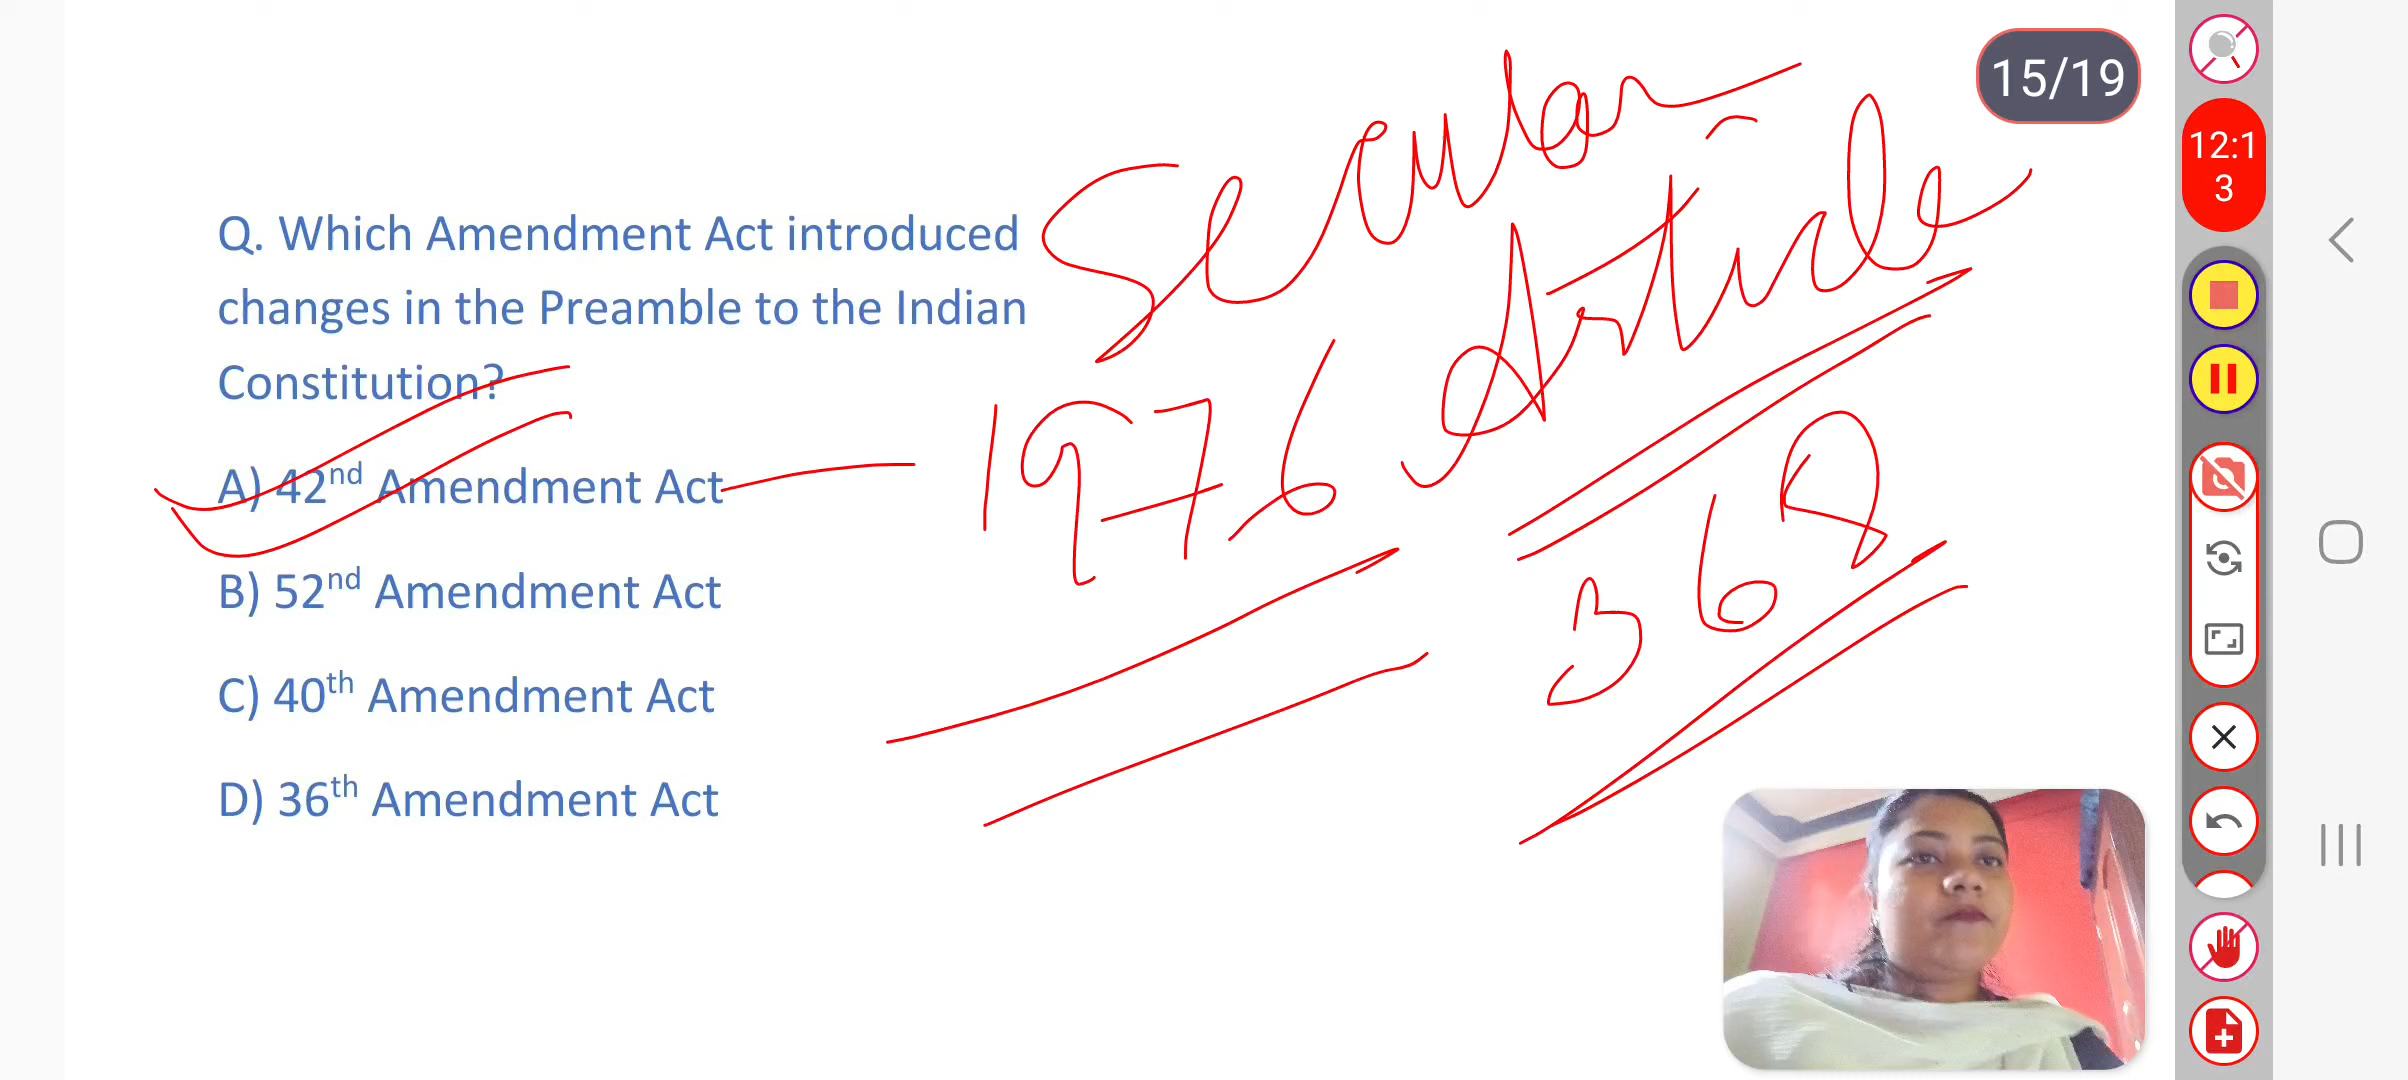 15/19
12:1
3
Secular
Article
Q. Which Amendment Act introduced
changes in the Preamble to the Indian
Constitution?
1976
368
A) 42nd Amendment Act
B) 52nd Amendment Act
C) 40th Amendment Act
D) 36th Amendment Act